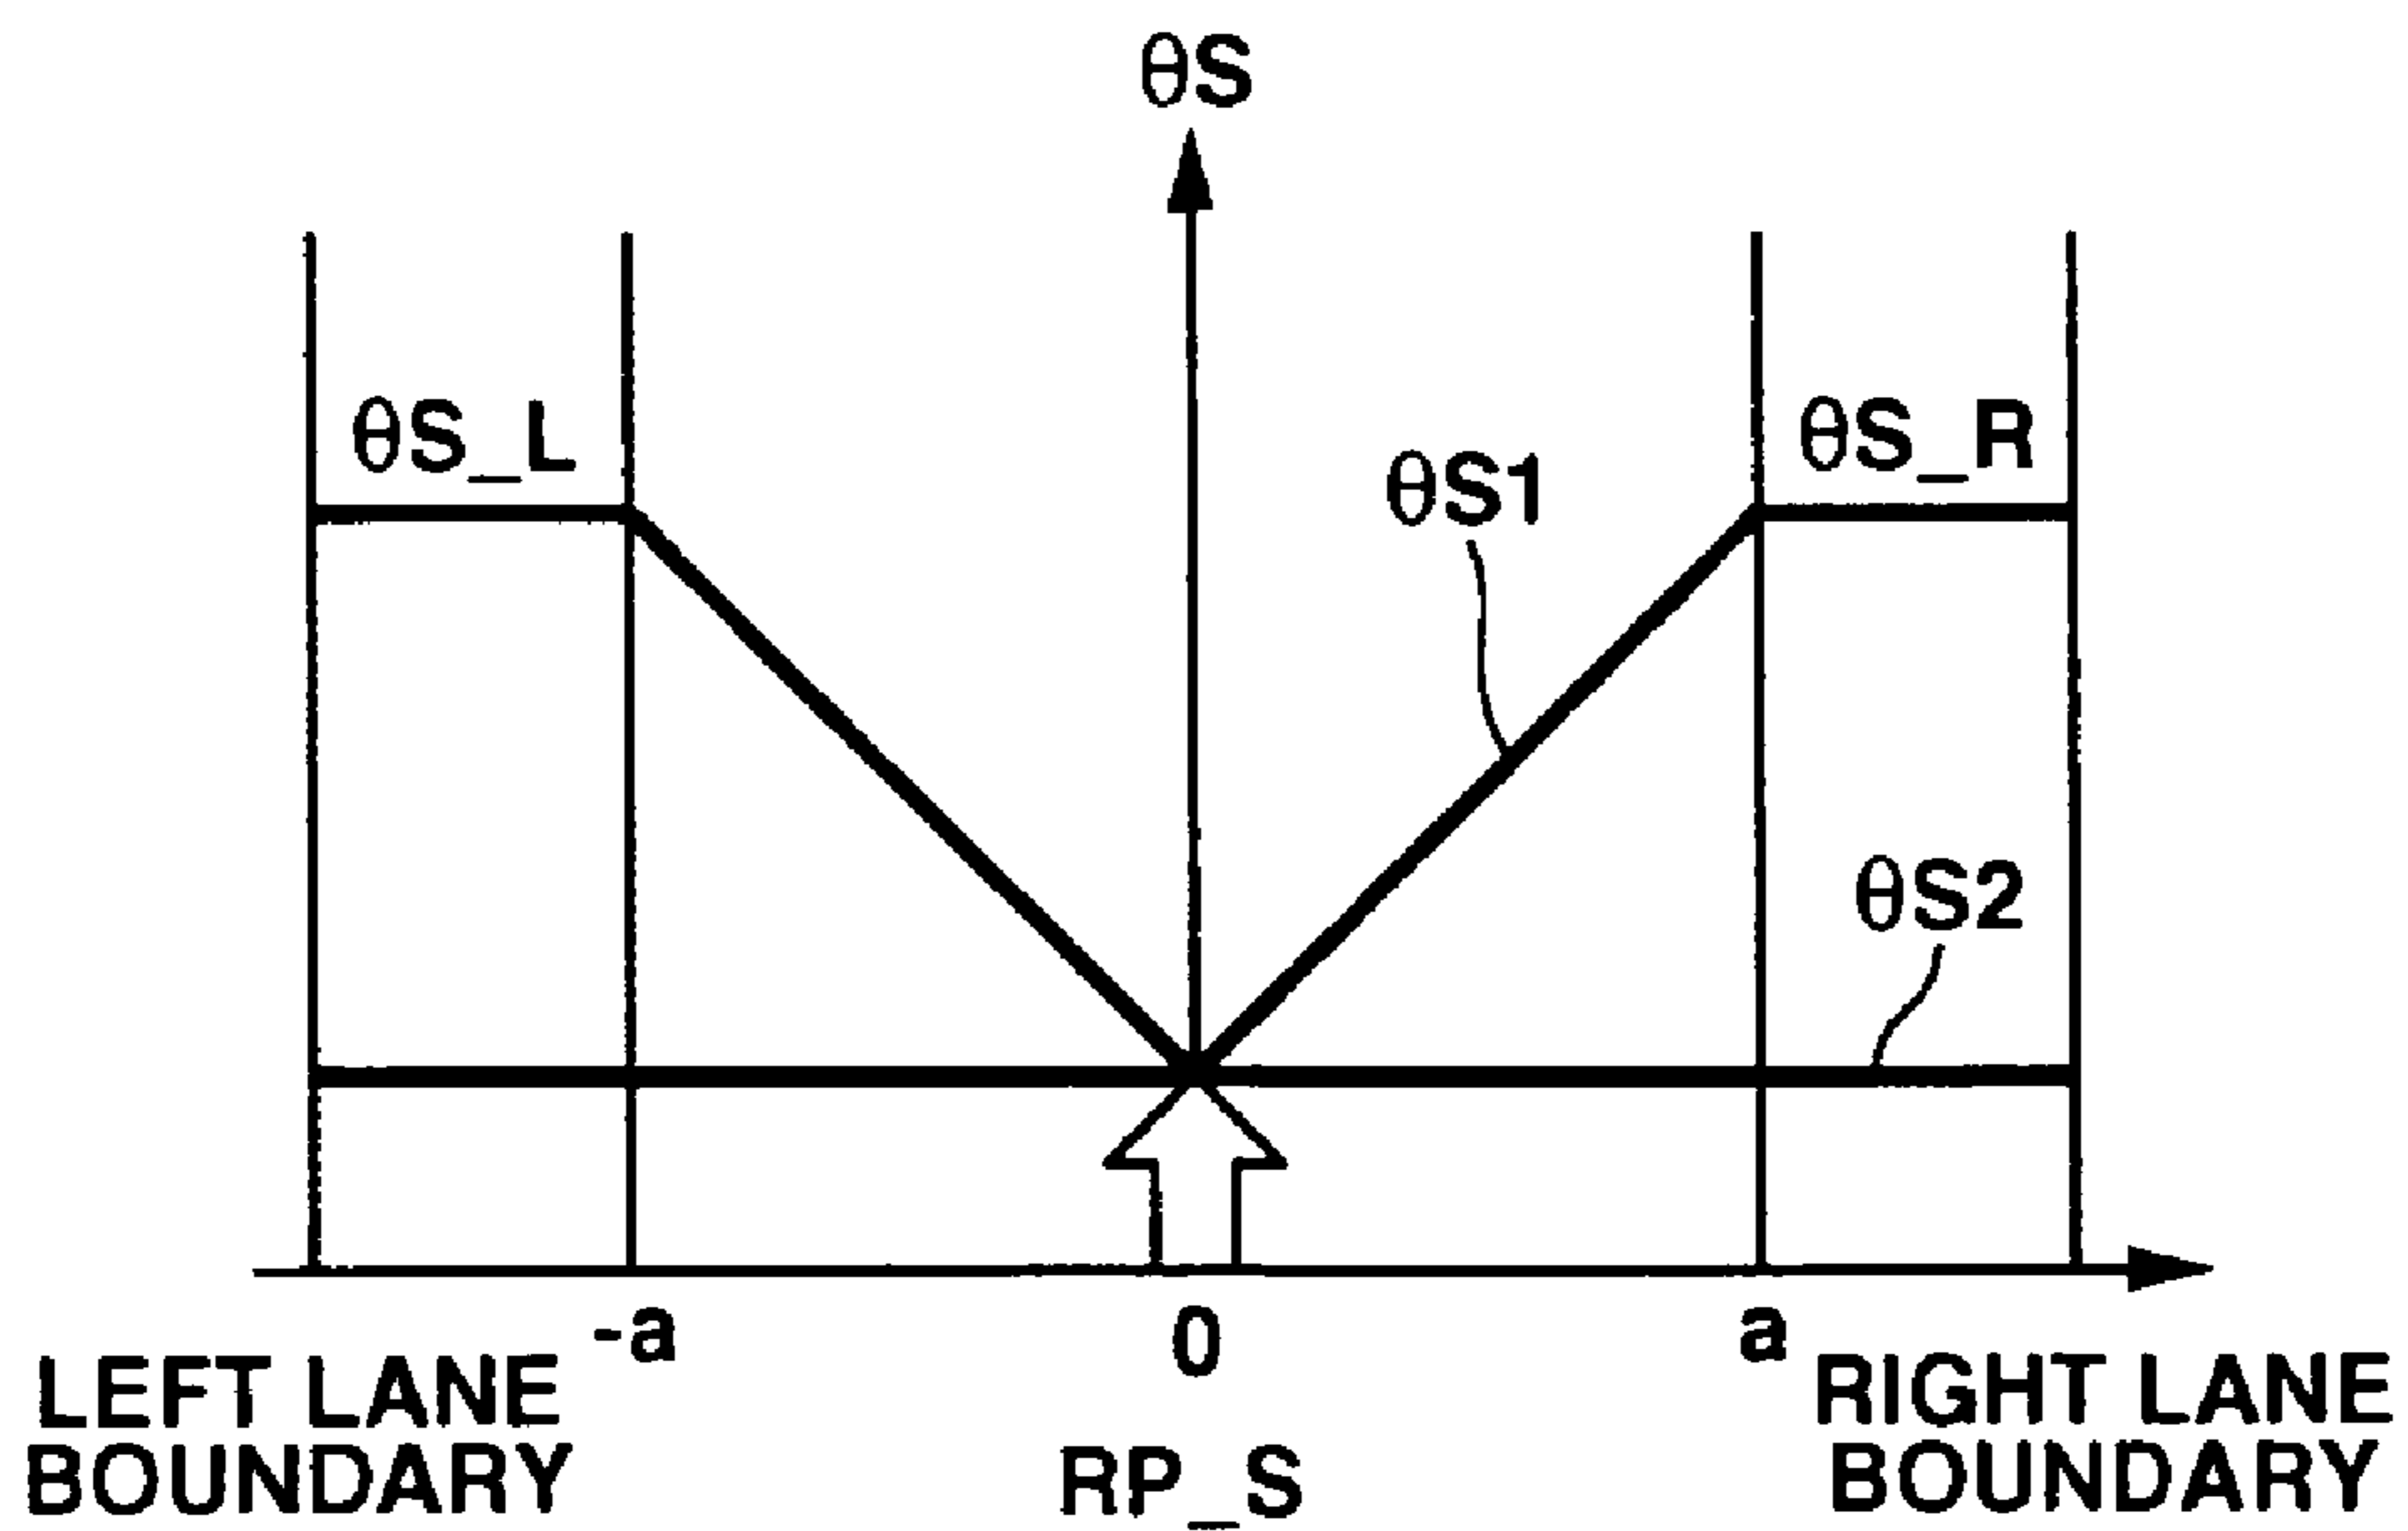 θS
θS_L
θS_R
θS1
θS2
-a
0
a
LEFT LANE
BOUNDARY
RP_S
RIGHT LANE
BOUNDARY